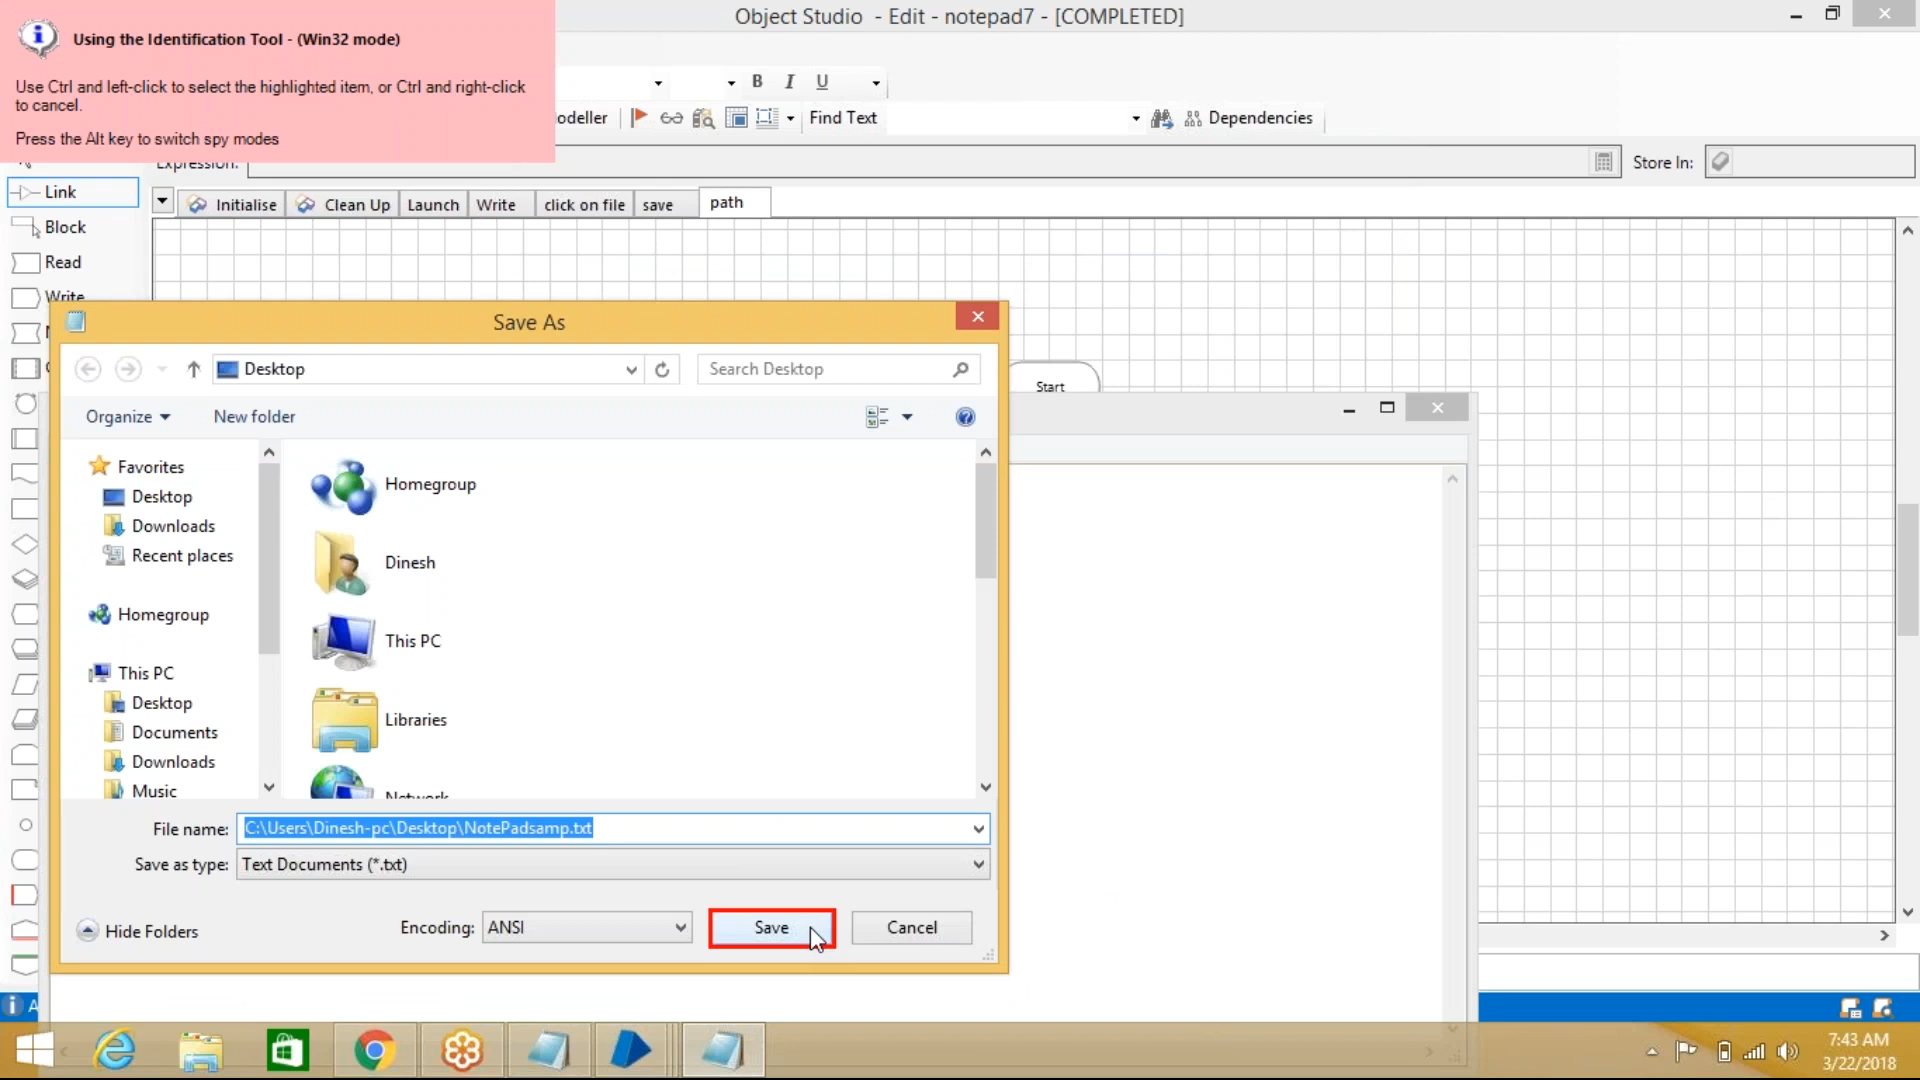 Object Studio - Edit - notepad7 - [COMPLETED]
Using the Identification Tool - (Win32 mode)
Use Ctrl and left-click to select the highlighted item, or Ctrl and right-click
to cancel.
Press the Alt key to switch spy modes
B I U
odeller
Find Text
Dependencies
Expression:
Store In:
Link
Initialise
Clean Up
Launch
Write
click on file
save
path
Block
Read
Write
Start
Save As
Desktop
Search Desktop
Organize
New folder
Favorites
Desktop
Downloads
Recent places
Homegroup
This PC
Desktop
Documents
Downloads
Music
Homegroup
Dinesh
This PC
Libraries
Network
File name: C:\Users\Dinesh-pc\Desktop\NotePadsamp.txt
Save as type: Text Documents (*.txt)
Hide Folders
Encoding: ANSI
Save
Cancel
A
7:43 AM
3/22/2018